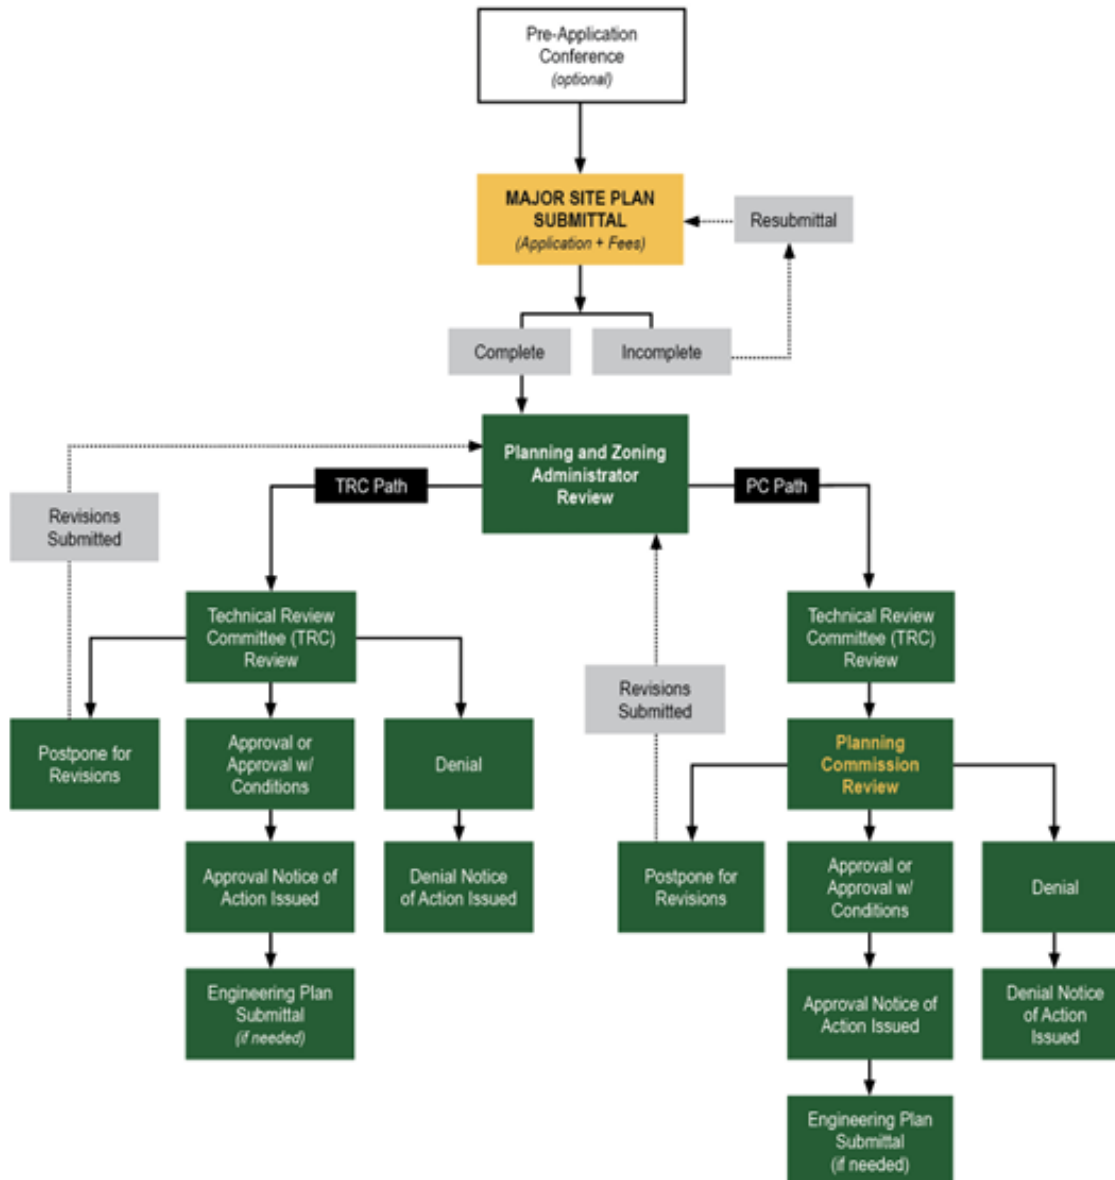 Pre-Application
Conference
(optional)
MAJOR SITE PLAN
SUBMITTAL
(Application + Fees)
Resubmittal
Complete
Incomplete
Planning and Zoning
Administrator
Review
TRC Path
PC Path
Revisions
Submitted
Technical Review
Committee (TRC)
Review
Technical Review
Committee (TRC)
Review
Revisions
Submitted
Postpone for
Revisions
Approval or
Approval w/
Conditions
Denial
Planning
Commission
Review
Approval Notice of
Action Issued
Denial Notice
of Action Issued
Postpone for
Revisions
Approval or
Approval w/
Conditions
Denial
Engineering Plan
Submittal
(if needed)
Approval Notice of
Action Issued
Denial Notice
of Action
Issued
Engineering Plan
Submittal
(if needed)